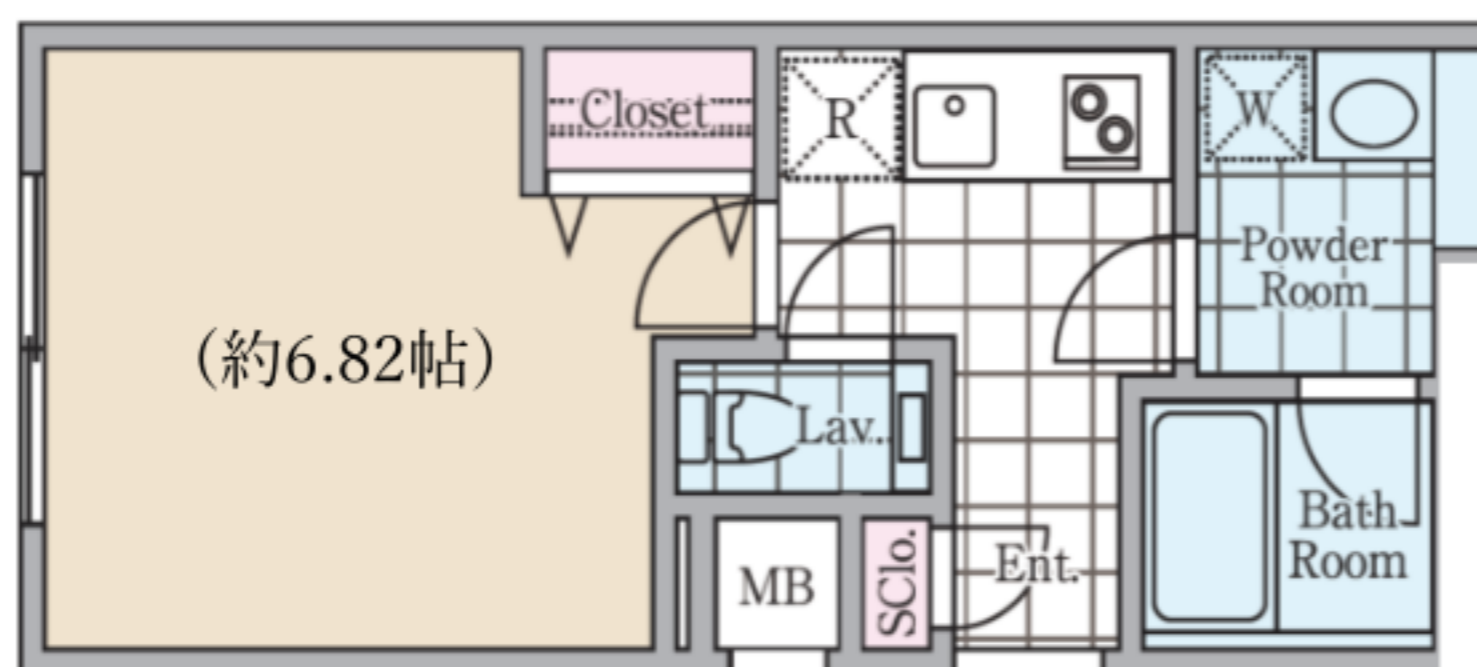 Closet
R
W
Powder
Room
(約6.82帖)
Lav.
MB
SClo.
Ent.
Bath
Room